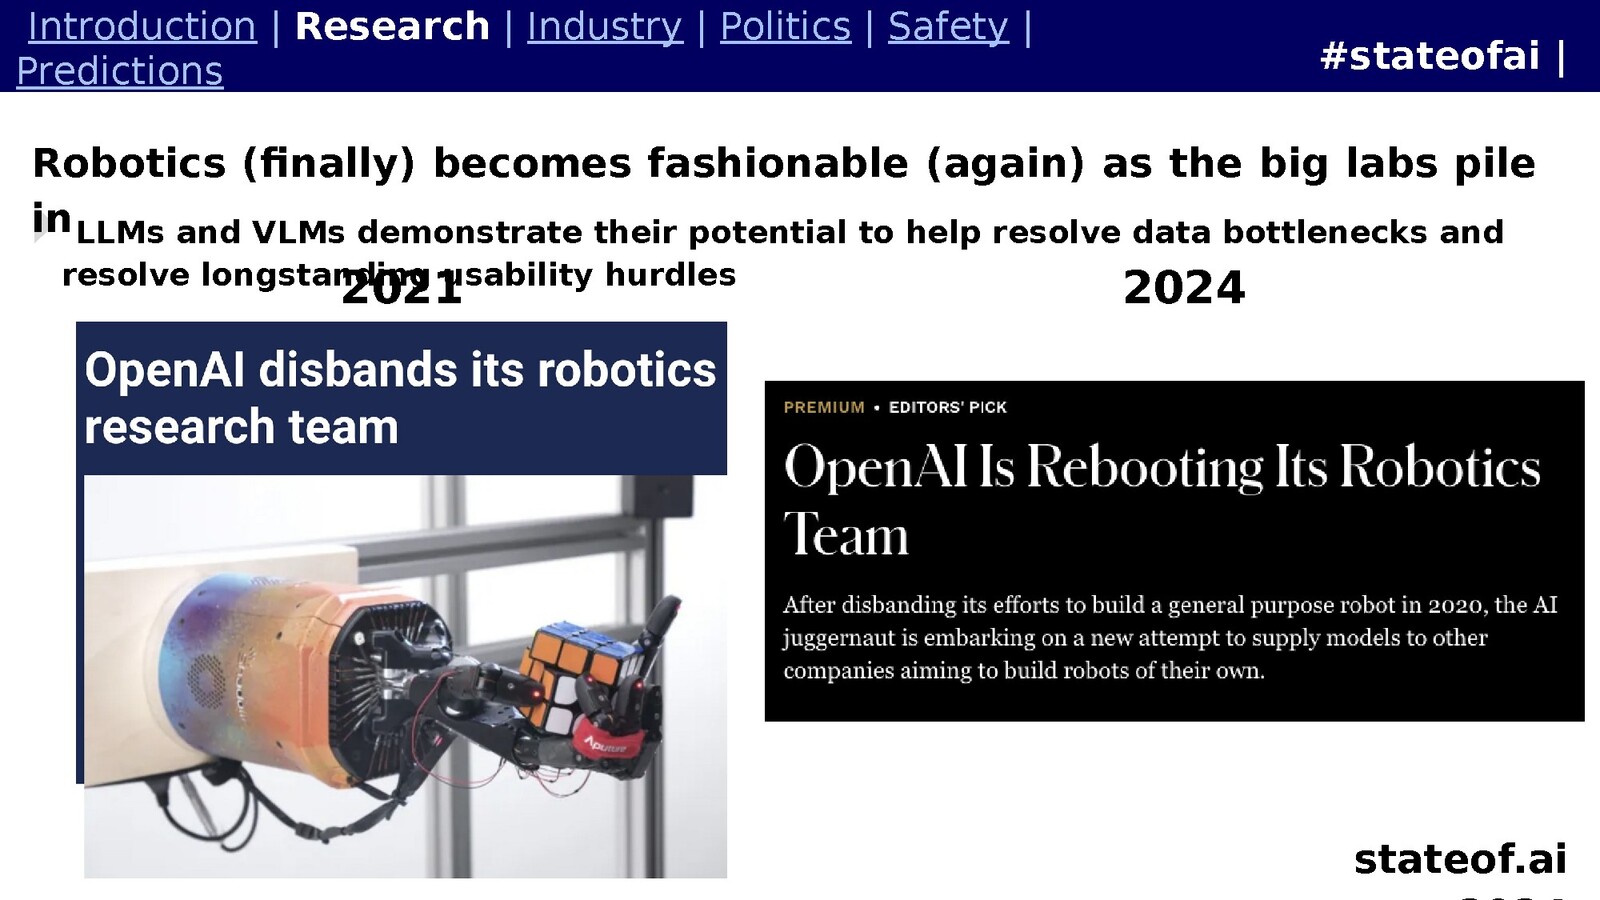 Introduction | Research | Industry | Politics | Safety |
Predictions
#stateofai |
Robotics (finally) becomes fashionable (again) as the big labs pile
in
LLMs and VLMs demonstrate their potential to help resolve data bottlenecks and
resolve longstanding usability hurdles
2021
2024
OpenAI disbands its robotics
research team
Aputure
PREMIUM • EDITORS' PICK
OpenAI Is Rebooting Its Robotics
Team
After disbanding its efforts to build a general purpose robot in 2020, the AI
juggernaut is embarking on a new attempt to supply models to other
companies aiming to build robots of their own.
stateof.ai